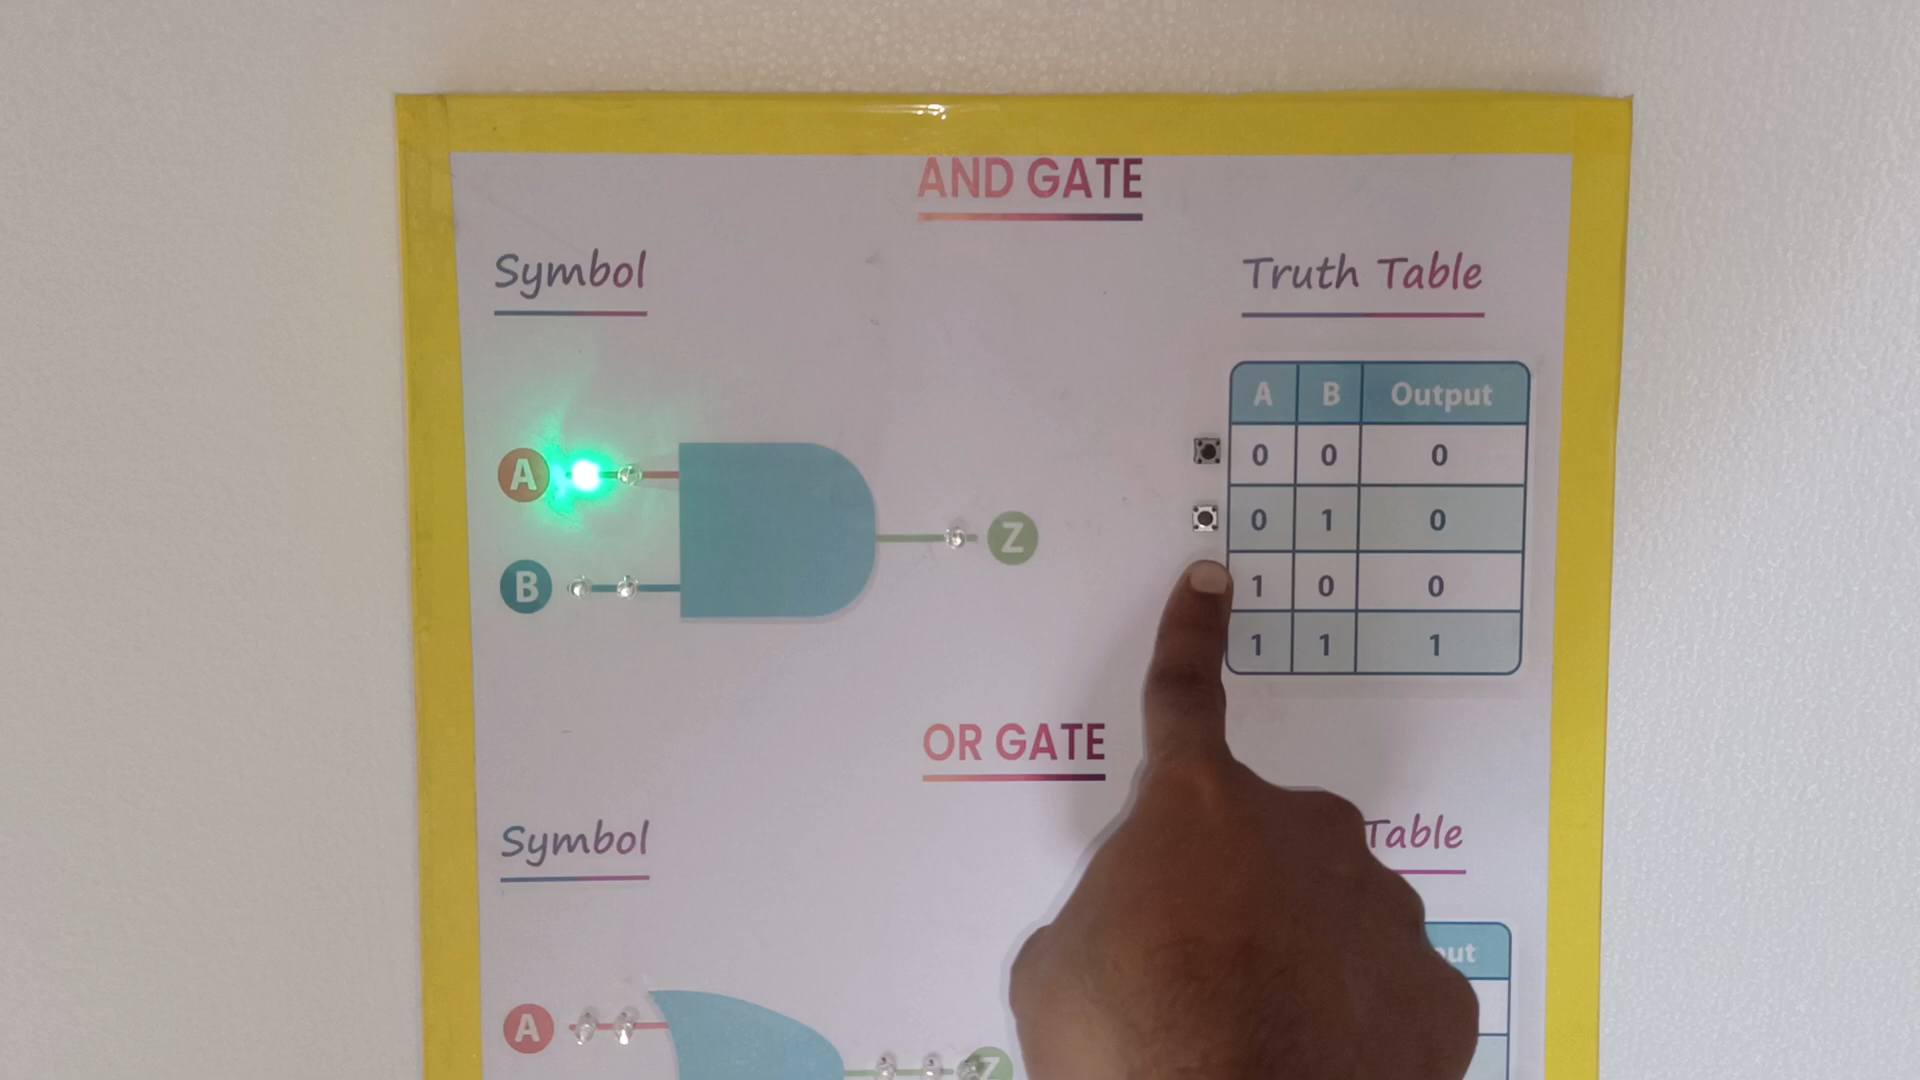 AND GATE
Symbol
Truth Table
A B Output
0 0 0
0 1 0
1 0 0
1 1 1
A
B
Z
OR GATE
Symbol
Table
A
Z